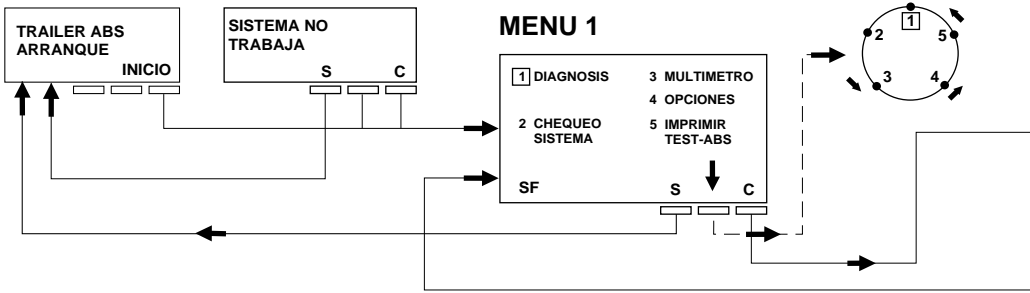 TRAILER ABS
ARRANQUE
INICIO
SISTEMA NO
TRABAJA
S C
MENU 1
1 DIAGNOSIS
2 CHEQUEO
SISTEMA
3 MULTIMETRO
4 OPCIONES
5 IMPRIMIR
TEST-ABS
SF S C
1
2 5
3 4